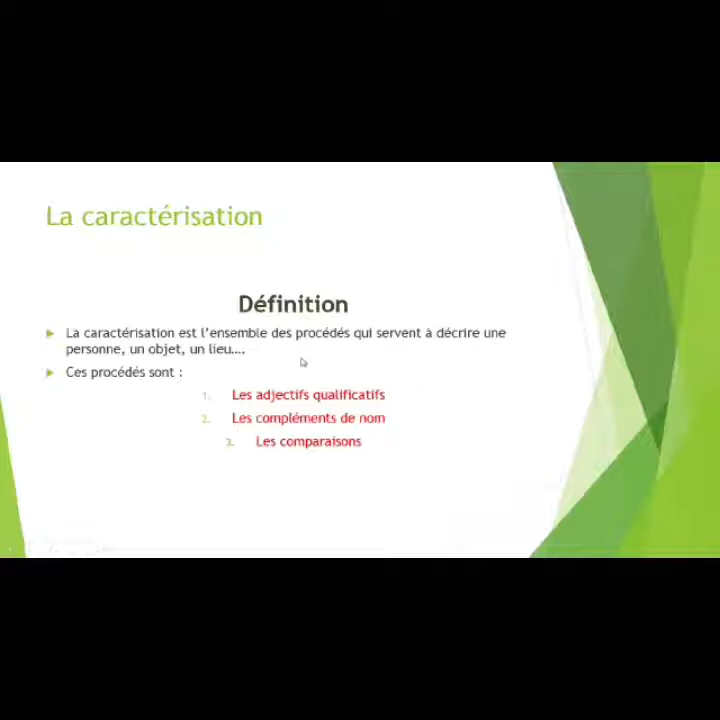 La caractérisation
Définition
La caractérisation est l’ensemble des procédés qui servent à décrire une
personne, un objet, un lieu….
Ces procédés sont :
1. Les adjectifs qualificatifs
2. Les compléments de nom
3. Les comparaisons